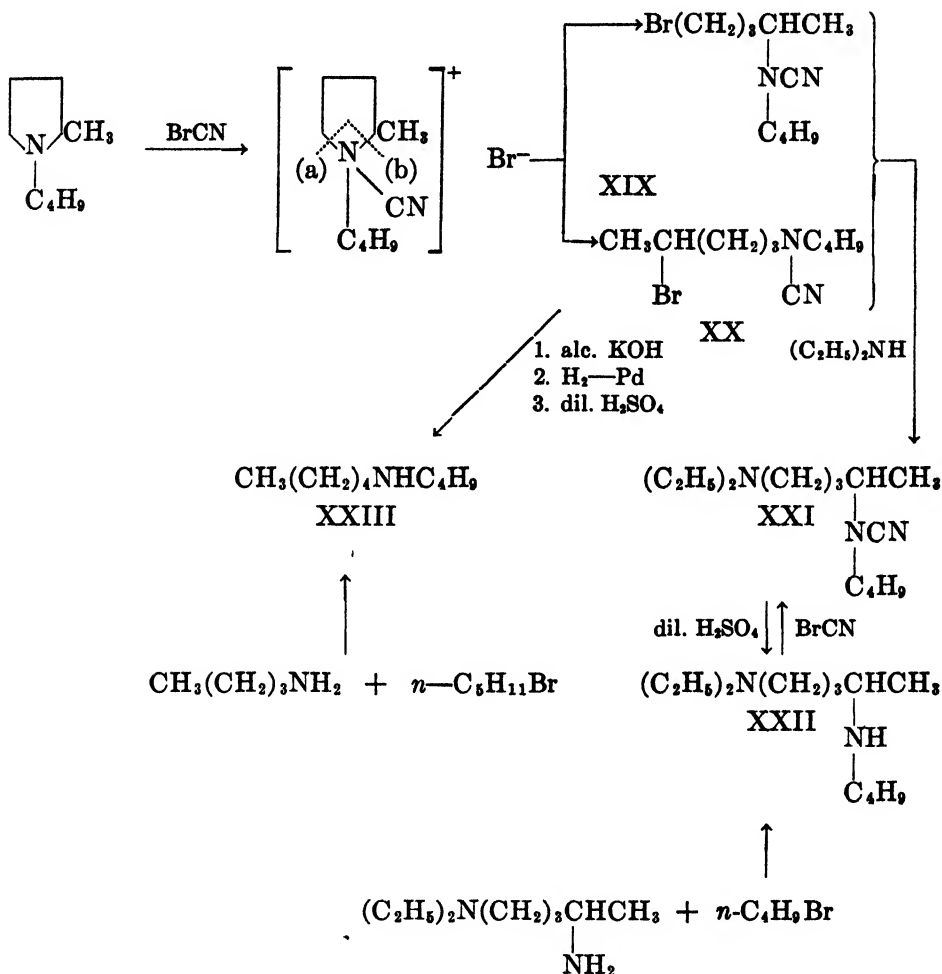 Br(CH₂)₃CHCH₃
NCN
C₄H₉
XIX
N
CH₃
C₄H₉
BrCN
+
CH₃
(a) N (b)
CN
C₄H₉
Br⁻
CH₃CH(CH₂)₃NC₄H₉
Br CN
XX
1. alc. KOH
2. H₂—Pd
3. dil. H₂SO₄
(C₂H₅)₂NH
CH₃(CH₂)₄NHC₄H₉
XXIII
(C₂H₅)₂N(CH₂)₃CHCH₃
XXI
NCN
C₄H₉
dil. H₂SO₄ BrCN
CH₃(CH₂)₃NH₂ + n—C₅H₁₁Br
(C₂H₅)₂N(CH₂)₃CHCH₃
XXII
NH
C₄H₉
(C₂H₅)₂N(CH₂)₃CHCH₃ + n-C₄H₉Br
NH₂